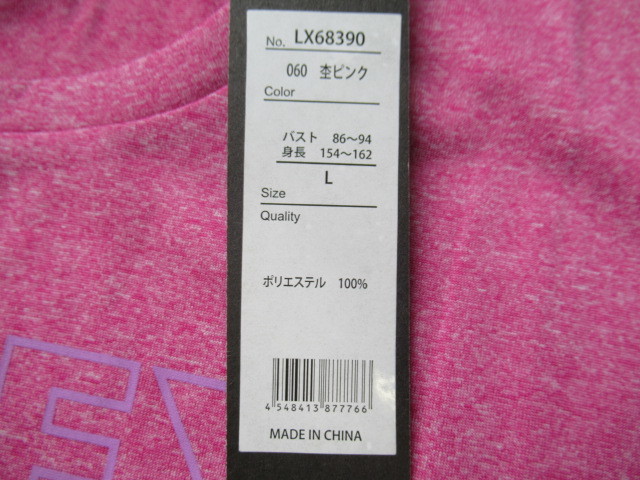 No. LX68390
060 杢ピンク
Color
バスト 86～94
身長 154～162
L
Size
Quality
ポリエステル 100%
4 548413 877766
MADE IN CHINA